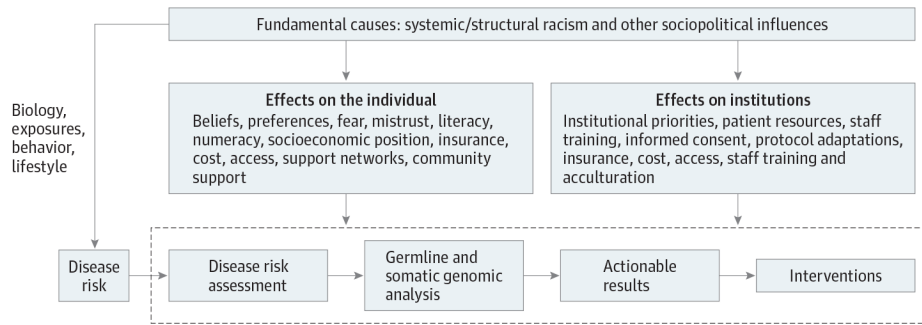 Fundamental causes: systemic/structural racism and other sociopolitical influences
Biology,
exposures,
behavior,
lifestyle
Effects on the individual
Beliefs, preferences, fear, mistrust, literacy,
numeracy, socioeconomic position, insurance,
cost, access, support networks, community
support
Effects on institutions
Institutional priorities, patient resources, staff
training, informed consent, protocol adaptations,
insurance, cost, access, staff training and
acculturation
Disease
risk
Disease risk
assessment
Germline and
somatic genomic
analysis
Actionable
results
Interventions